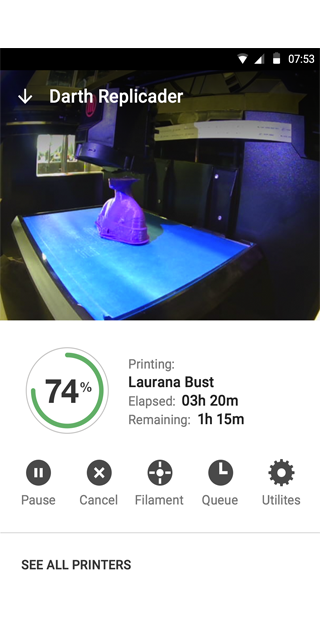 07:53
Darth Replicader
74%
Printing:
Laurana Bust
Elapsed: 03h 20m
Remaining: 1h 15m
Pause Cancel Filament Queue Utilites
SEE ALL PRINTERS